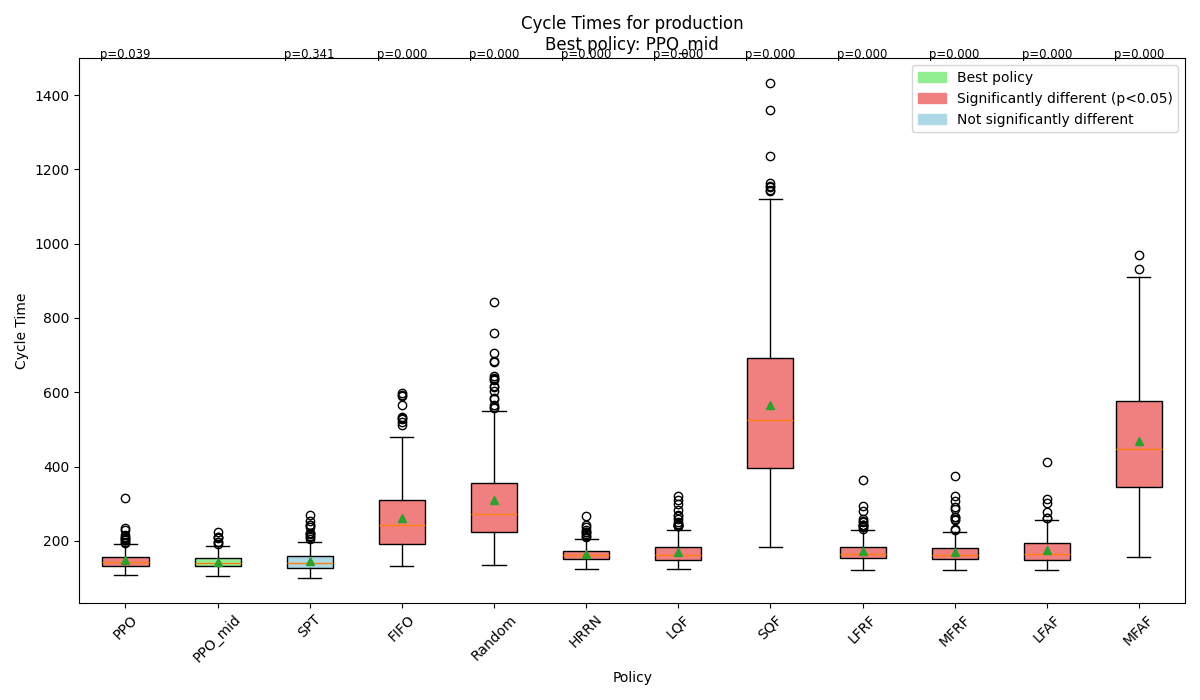 Cycle Times for production
Best policy: PPO_mid
p=0.039 p=0.341 p=0.000 p=0.000 p=0.000 p=0.000 p=0.000 p=0.000 p=0.000 p=0.000 p=0.000
Best policy
Significantly different (p<0.05)
Not significantly different
1400
1200
1000
800
600
400
200
Cycle Time
PPO PPO_mid SPT FIFO Random HRRN LQF SQF LFRF MFRF LFAF MFAF
Policy